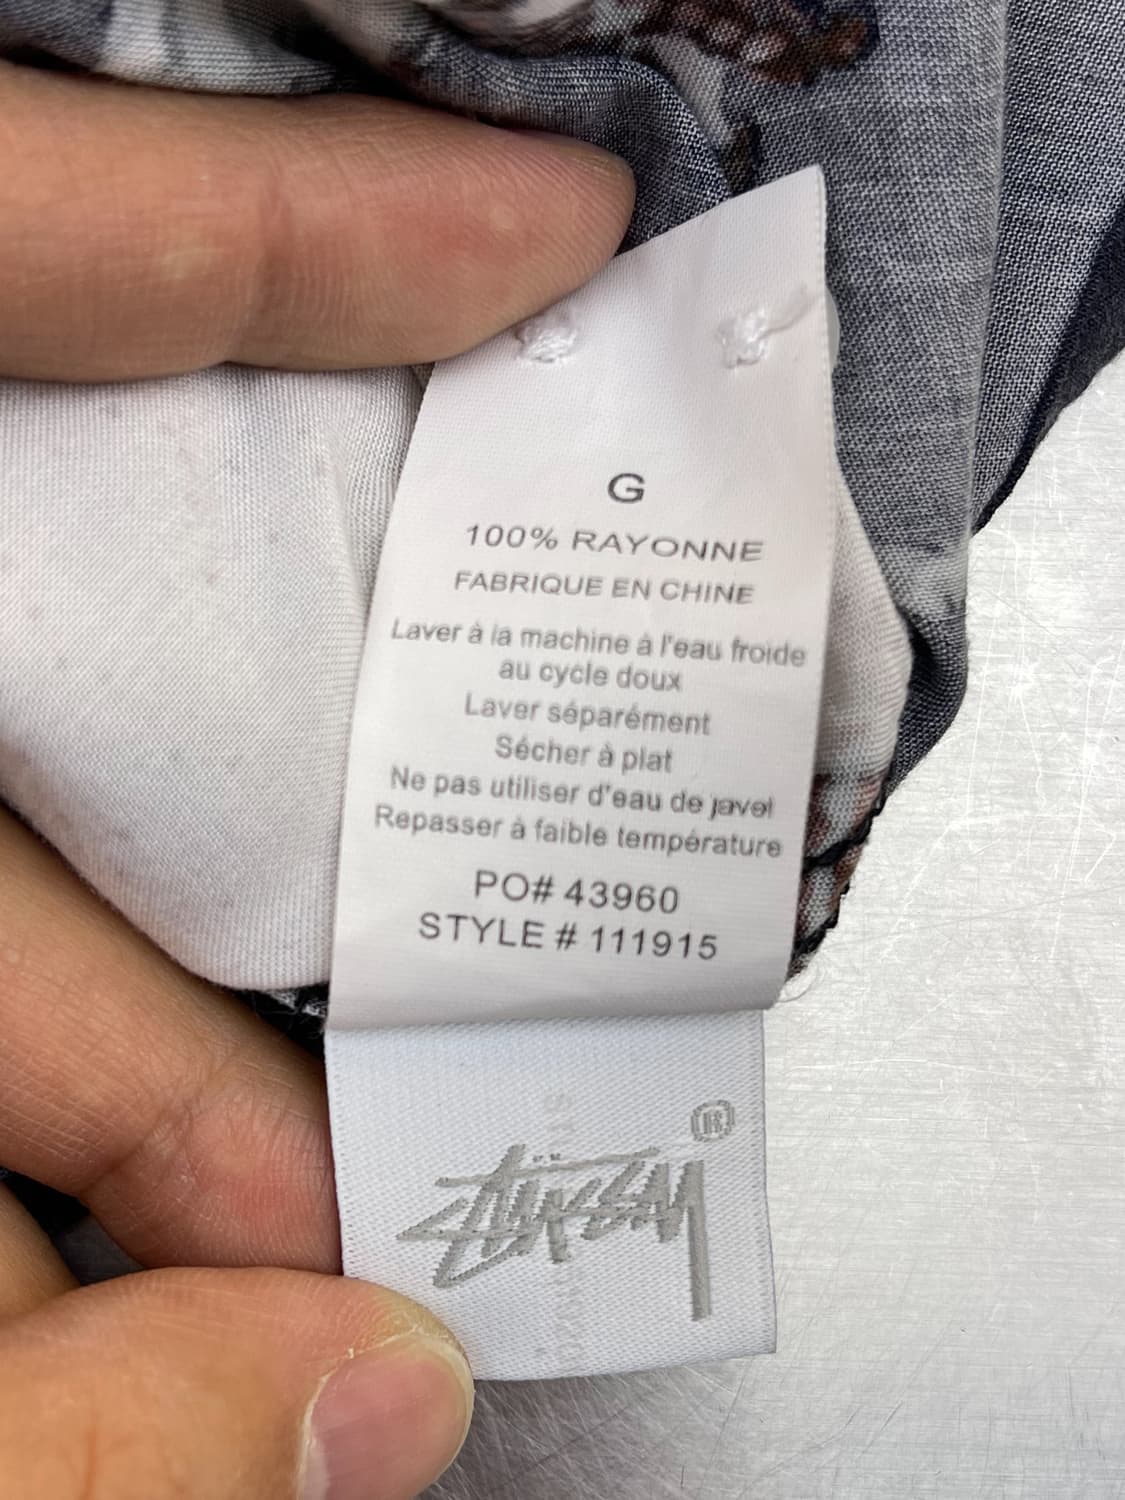 G
100% RAYONNE
FABRIQUE EN CHINE
Laver à la machine à l'eau froide
au cycle doux
Laver séparément
Sécher à plat
Ne pas utiliser d'eau de javel
Repasser à faible température
PO# 43960
STYLE # 111915
®
Stüssy